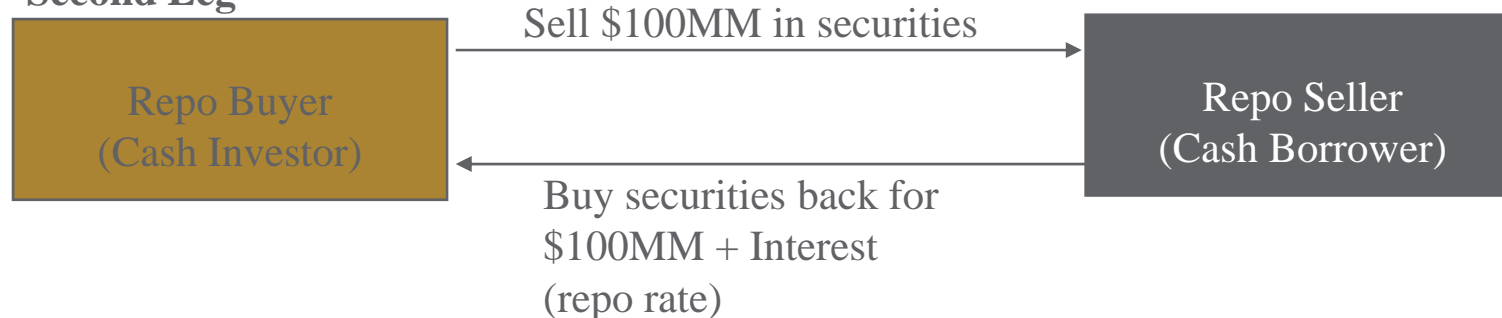 Second Leg
Sell $100MM in securities
Repo Buyer
(Cash Investor)
Repo Seller
(Cash Borrower)
Buy securities back for
$100MM + Interest
(repo rate)